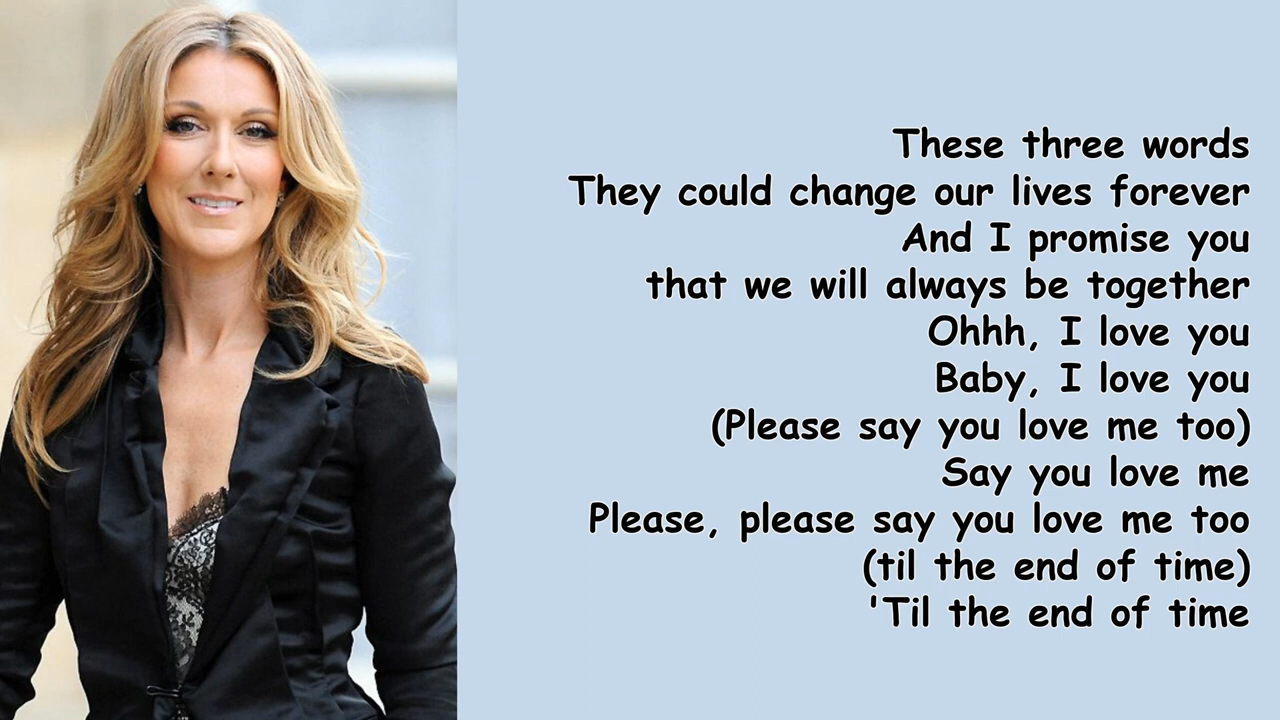 These three words
They could change our lives forever
And I promise you
that we will always be together
Ohhh, I love you
Baby, I love you
(Please say you love me too)
Say you love me
Please, please say you love me too
(til the end of time)
'Til the end of time